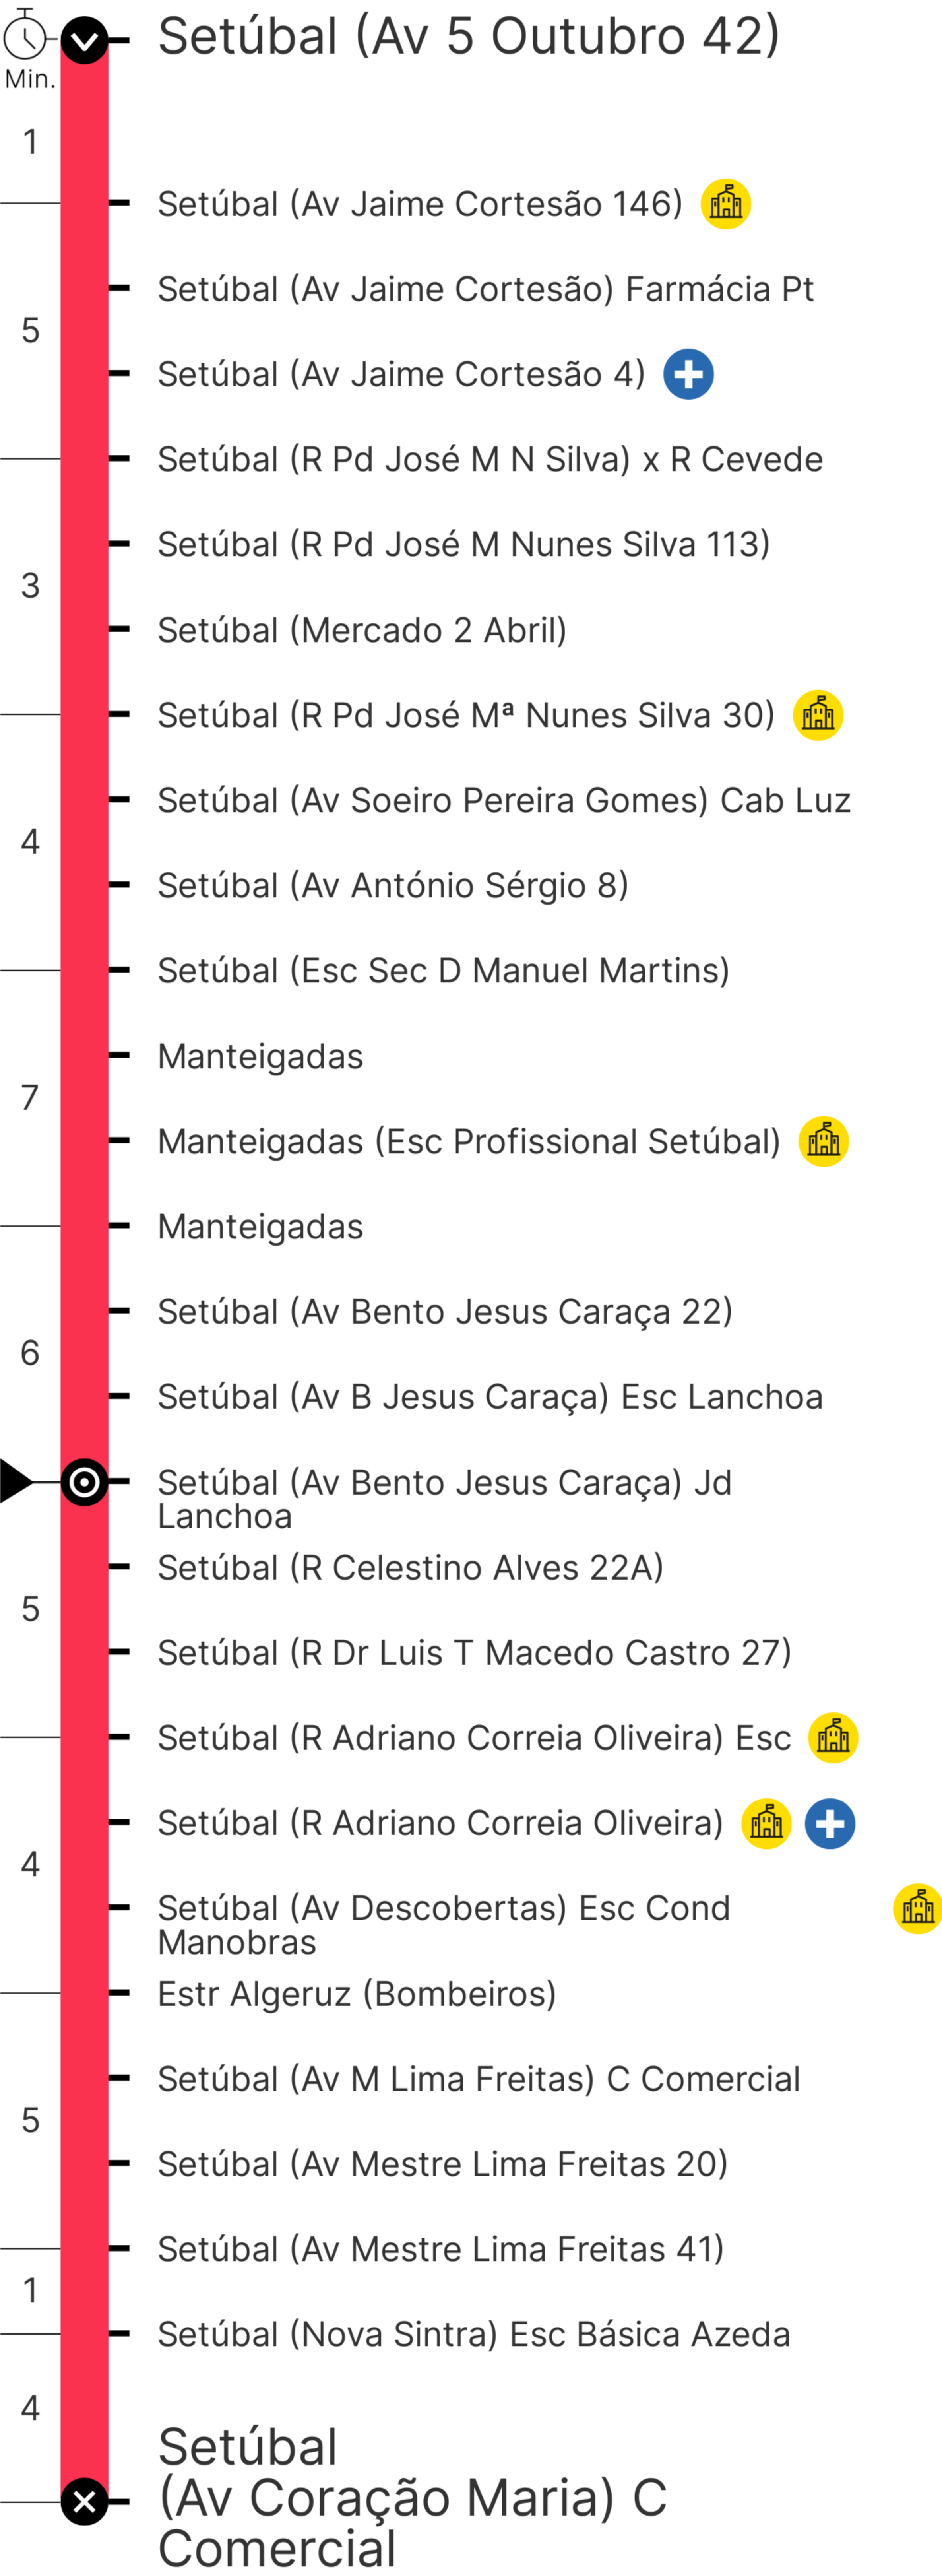 Setúbal (Av 5 Outubro 42)
Min.
1
Setúbal (Av Jaime Cortesão 146)
Setúbal (Av Jaime Cortesão) Farmácia Pt
5
Setúbal (Av Jaime Cortesão 4)
Setúbal (R Pd José M N Silva) x R Cevede
Setúbal (R Pd José M Nunes Silva 113)
3
Setúbal (Mercado 2 Abril)
Setúbal (R Pd José Mª Nunes Silva 30)
Setúbal (Av Soeiro Pereira Gomes) Cab Luz
4
Setúbal (Av António Sérgio 8)
Setúbal (Esc Sec D Manuel Martins)
Manteigadas
7
Manteigadas (Esc Profissional Setúbal)
Manteigadas
Setúbal (Av Bento Jesus Caraça 22)
6
Setúbal (Av B Jesus Caraça) Esc Lanchoa
Setúbal (Av Bento Jesus Caraça) Jd
Lanchoa
Setúbal (R Celestino Alves 22A)
5
Setúbal (R Dr Luis T Macedo Castro 27)
Setúbal (R Adriano Correia Oliveira) Esc
Setúbal (R Adriano Correia Oliveira)
4
Setúbal (Av Descobertas) Esc Cond
Manobras
Estr Algeruz (Bombeiros)
Setúbal (Av M Lima Freitas) C Comercial
5
Setúbal (Av Mestre Lima Freitas 20)
Setúbal (Av Mestre Lima Freitas 41)
1
Setúbal (Nova Sintra) Esc Básica Azeda
4
Setúbal
(Av Coração Maria) C
Comercial